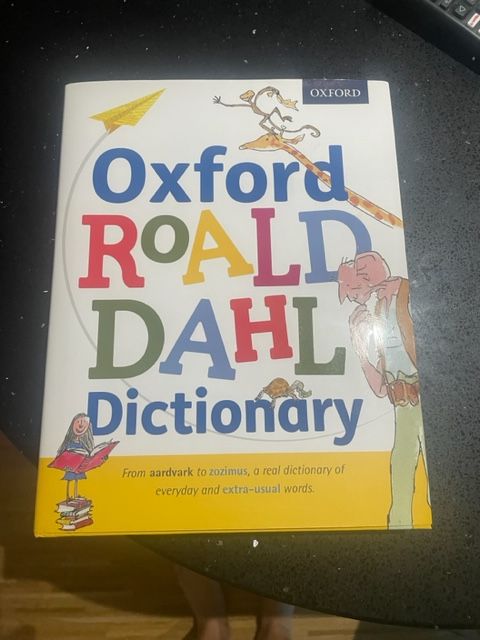 OXFORD
Oxford
ROALD
DAHL
Dictionary
From aardvark to zozimus, a real dictionary of
everyday and extra-usual words.